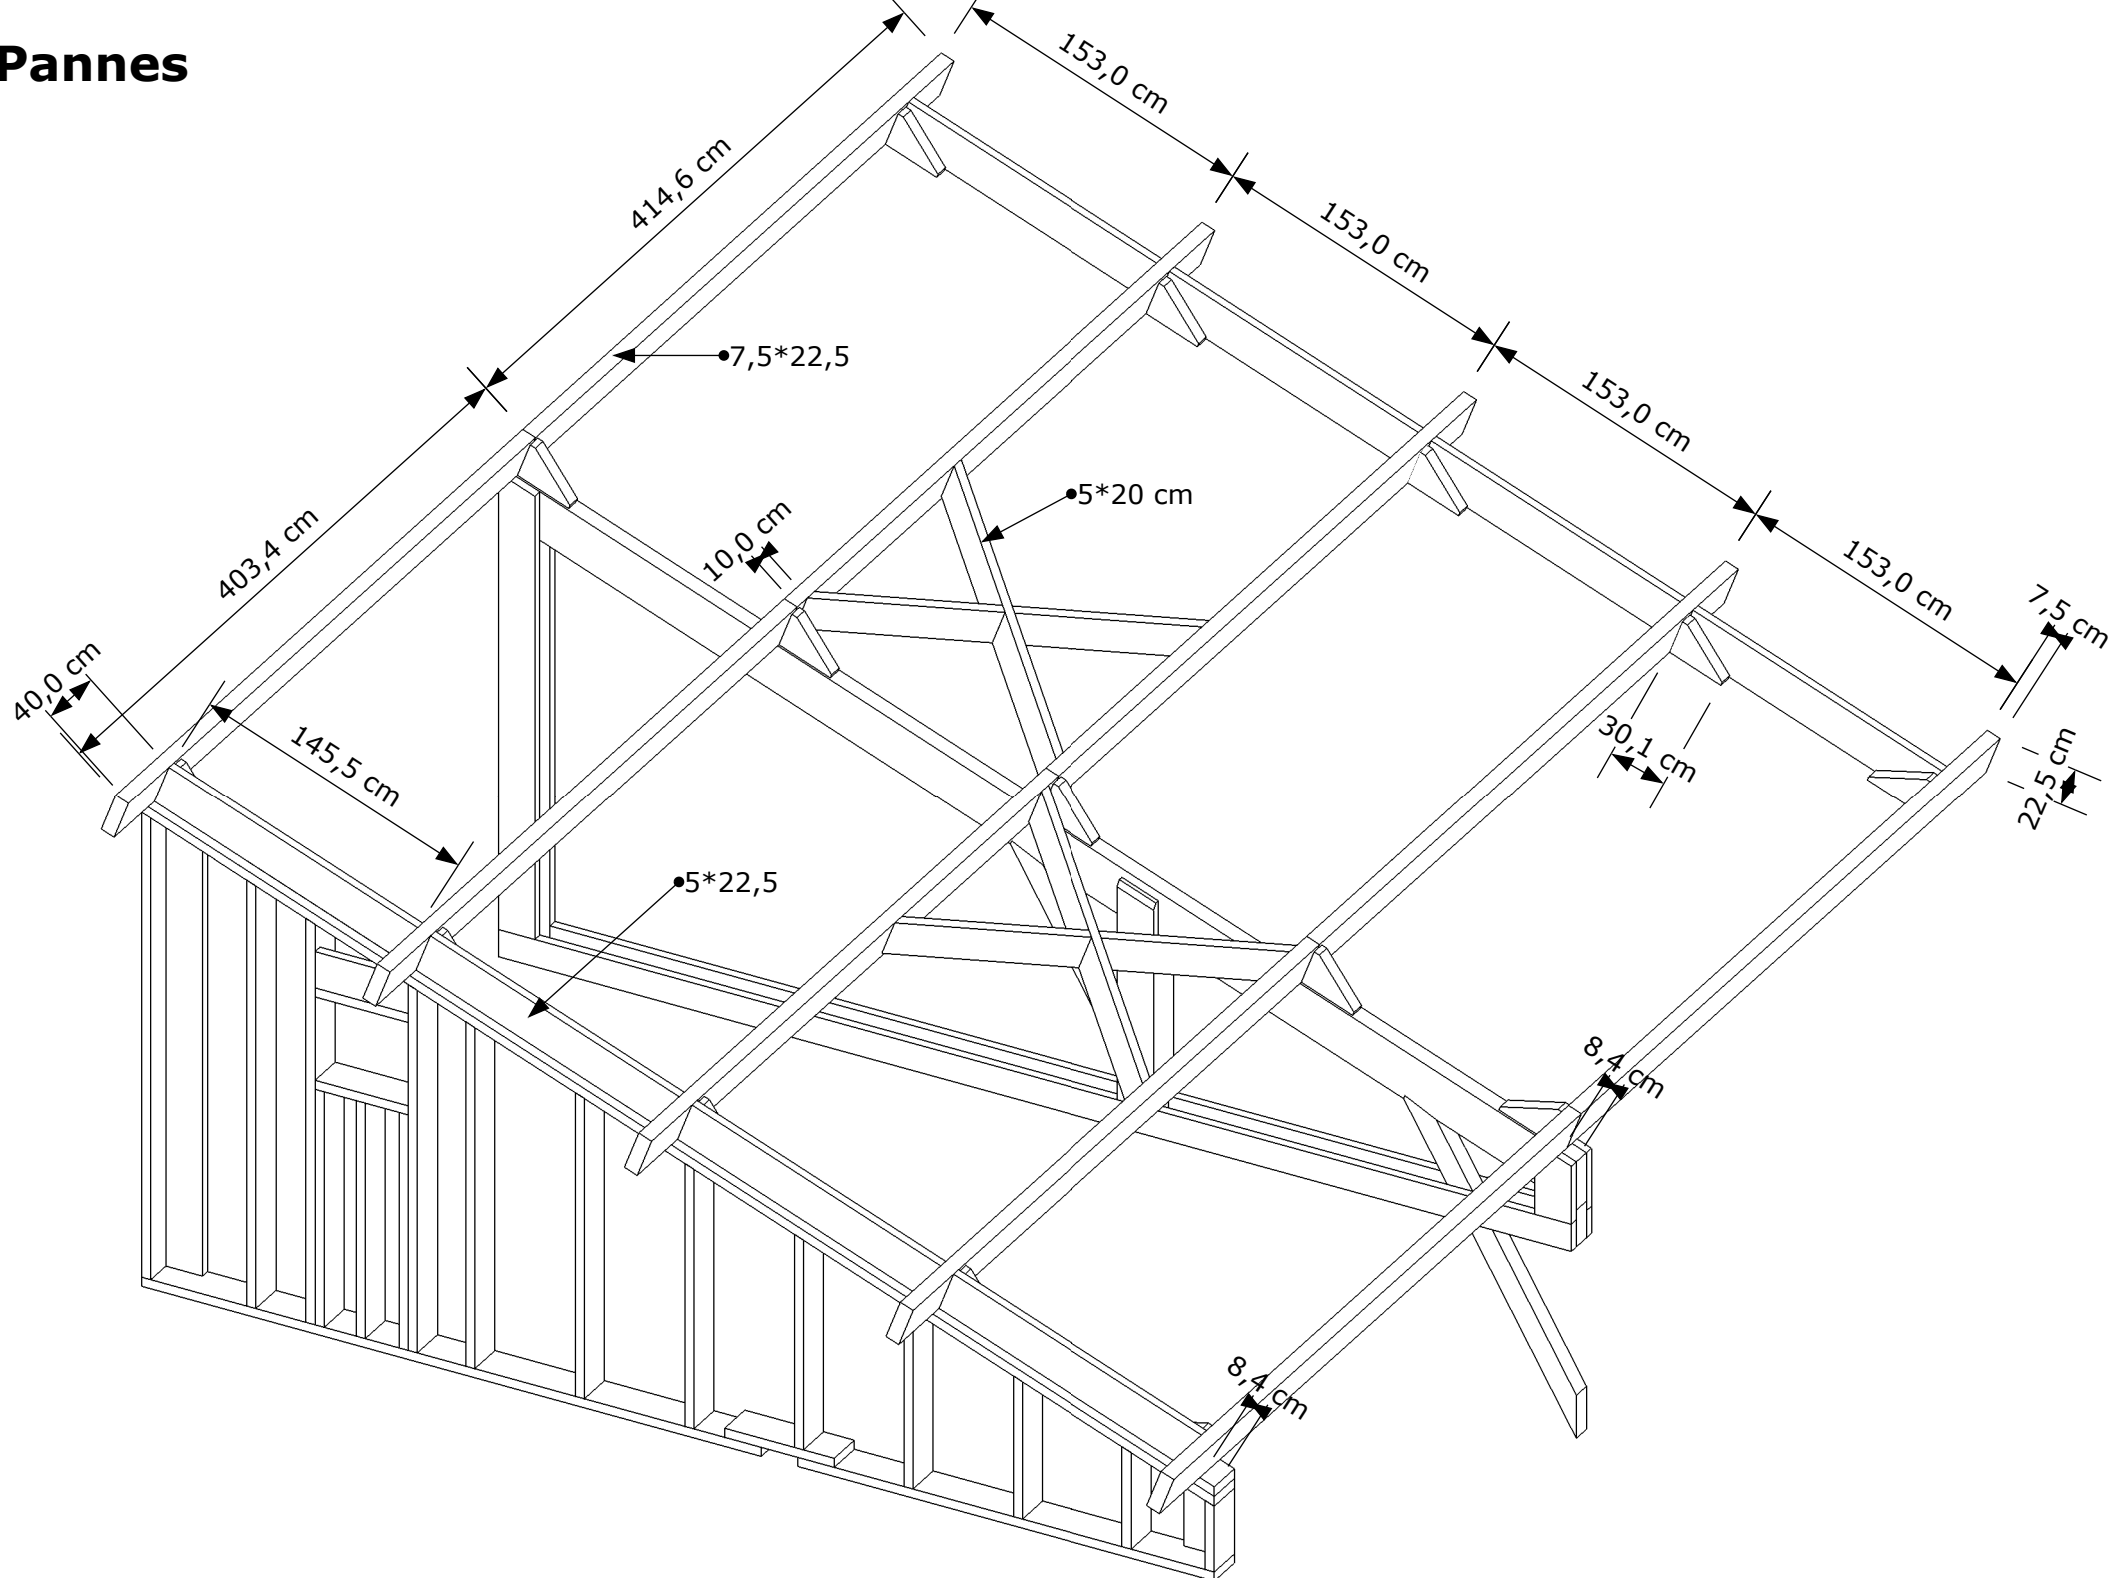 Pannes
153,0 cm
414,6 cm
153,0 cm
7,5*22,5
153,0 cm
5*20 cm
403,4 cm
10,0 cm
153,0 cm
7,5 cm
40,0 cm
145,5 cm
30,1 cm
22,5 cm
5*22,5
8,4 cm
8,4 cm